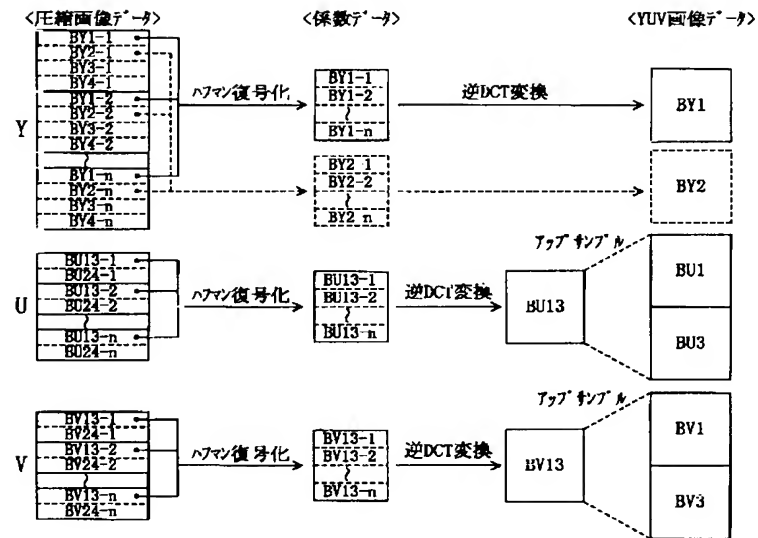 <圧縮画像データ> <係数データ> <YUV画像データ>
Y
BY1-1
BY2-1
BY3-1
BY4-1
BY1-2
BY2-2
BY3-2
BY4-2
BY1-n
BY2-n
BY3-n
BY4-n
ハフマン復号化
BY1-1
BY1-2
BY1-n
逆DCT変換
BY1
BY2 1
BY2-2
BY2 n
BY2
U
BU13-1
BU24-1
BU13-2
BU24-2
BU13-n
BU24-n
ハフマン復号化
BU13-1
BU13-2
BU13-n
逆DCT変換
BU13
アップサンプル
BU1
BU3
V
BV13-1
BV24-1
BV13-2
BV24-2
BV13-n
BV24-n
ハフマン復号化
BV13-1
BV13-2
BV13-n
逆DCT変換
BV13
アップサンプル
BV1
BV3